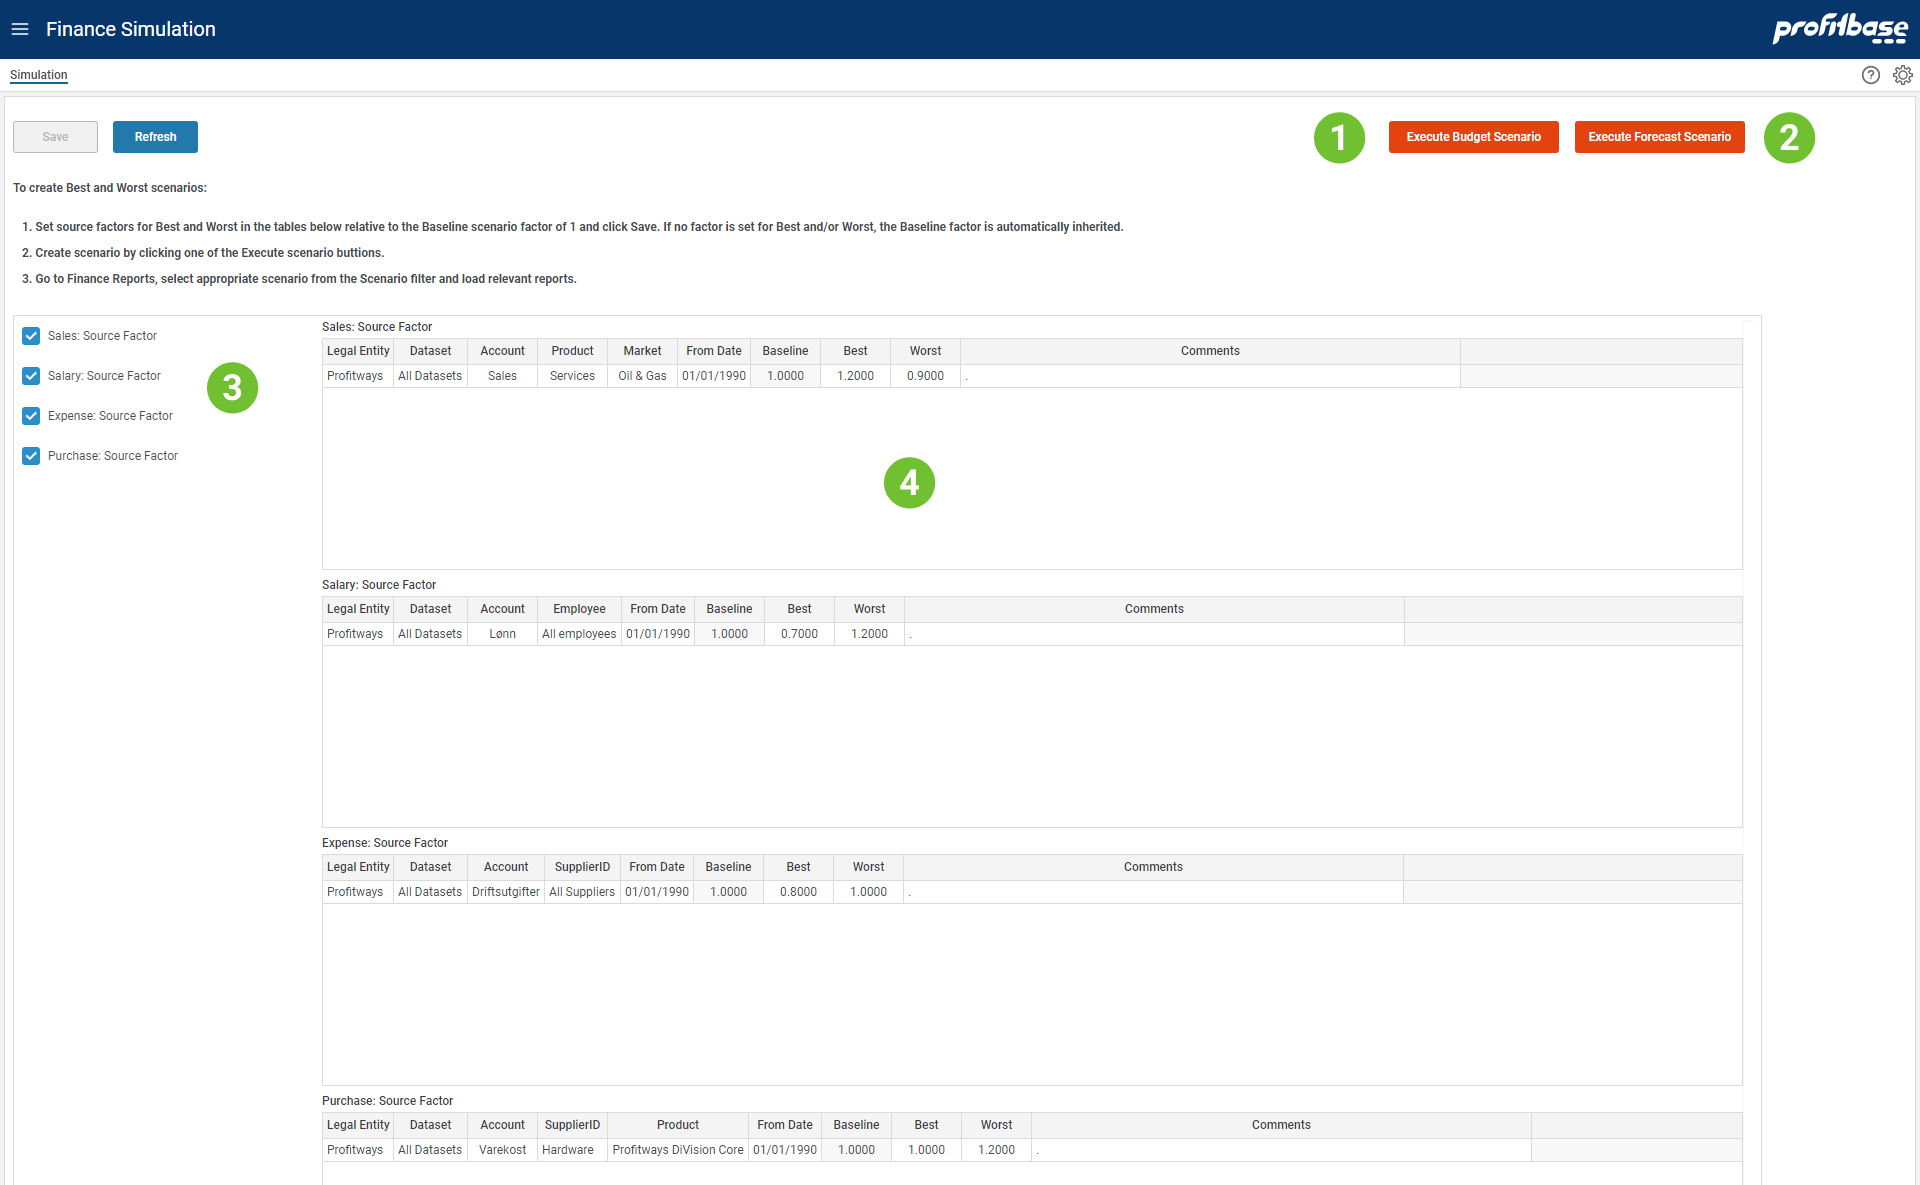 Finance Simulation
profitbase
Simulation
Save
Refresh
1
Execute Budget Scenario
Execute Forecast Scenario
2
To create Best and Worst scenarios:
1. Set source factors for Best and Worst in the tables below relative to the Baseline scenario factor of 1 and click Save. If no factor is set for Best and/or Worst, the Baseline factor is automatically inherited.
2. Create scenario by clicking one of the Execute scenario buttions.
3. Go to Finance Reports, select appropriate scenario from the Scenario filter and load relevant reports.
Sales: Source Factor
Salary: Source Factor
Expense: Source Factor
Purchase: Source Factor
3
Sales: Source Factor
Legal Entity Dataset Account Product Market From Date Baseline Best Worst Comments
Profitways All Datasets Sales Services Oil & Gas 01/01/1990 1.0000 1.2000 0.9000 .
4
Salary: Source Factor
Legal Entity Dataset Account Employee From Date Baseline Best Worst Comments
Profitways All Datasets Lønn All employees 01/01/1990 1.0000 0.7000 1.2000 .
Expense: Source Factor
Legal Entity Dataset Account SupplierID From Date Baseline Best Worst Comments
Profitways All Datasets Driftsutgifter All Suppliers 01/01/1990 1.0000 0.8000 1.0000 .
Purchase: Source Factor
Legal Entity Dataset Account SupplierID Product From Date Baseline Best Worst Comments
Profitways All Datasets Varekost Hardware Profitways DiVision Core 01/01/1990 1.0000 1.0000 1.2000 .